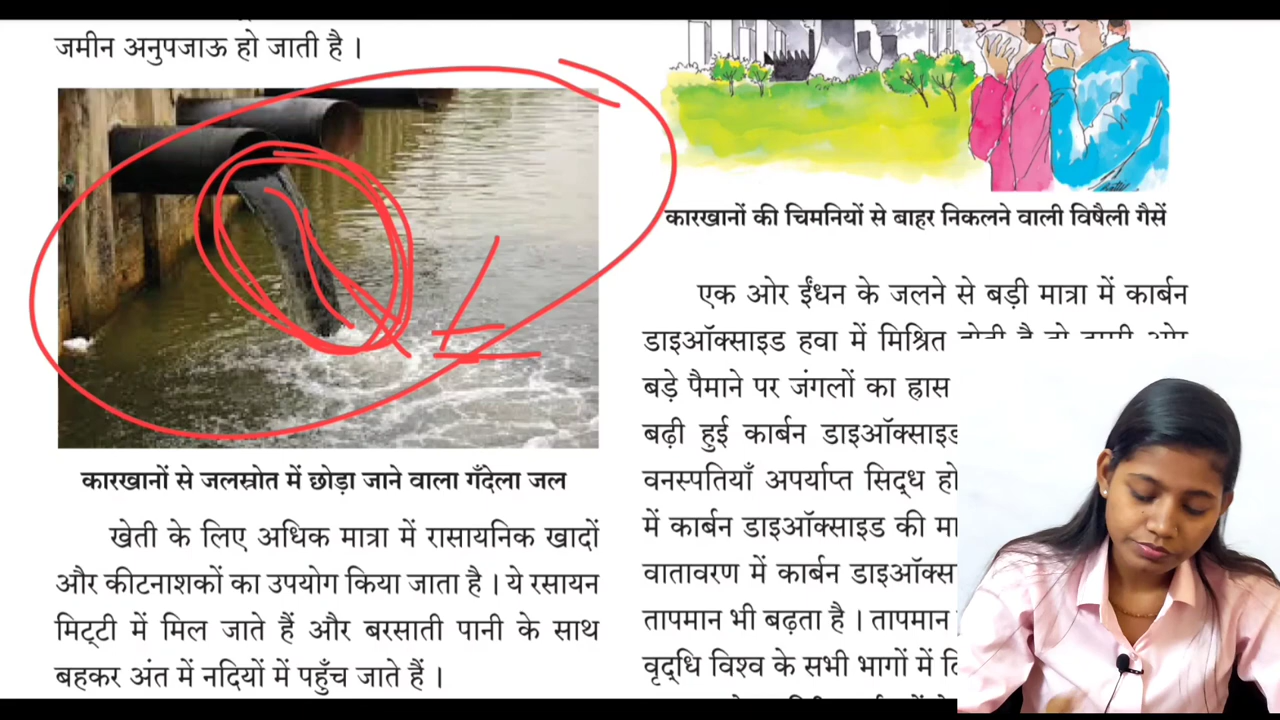 जमीन अनुपजाऊ हो जाती है ।
कारखानों से जलस्रोत में छोड़ा जाने वाला गँदेला जल
खेती के लिए अधिक मात्रा में रासायनिक खादों
और कीटनाशकों का उपयोग किया जाता है । ये रसायन
मिट्टी में मिल जाते हैं और बरसाती पानी के साथ
बहकर अंत में नदियों में पहुँच जाते हैं ।
कारखानों की चिमनियों से बाहर निकलने वाली विषैली गैसें
एक ओर ईंधन के जलने से बड़ी मात्रा में कार्बन
डाइऑक्साइड हवा में मिश्रित
बड़े पैमाने पर जंगलों का ह्रास
बढ़ी हुई कार्बन डाइऑक्साइड
वनस्पतियाँ अपर्याप्त सिद्ध हो
में कार्बन डाइऑक्साइड की मा
वातावरण में कार्बन डाइऑक्स
तापमान भी बढ़ता है । तापमान
वृद्धि विश्व के सभी भागों में